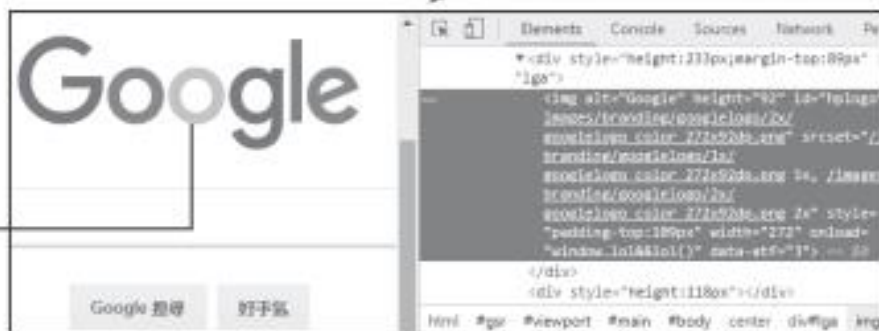 Google
Google 搜尋
好手氣
Elements Console Sources Network Pe
▼<div style="height:233px;margin-top:89px"
"lga">
<img alt="Google" height="92" id="hplogo"
images/branding/googlelogo/2x/
googlelogo_color_272x92dp.png" srcset="/
branding/googlelogo/1x/
googlelogo_color_272x92dp.png 1x, /images
branding/googlelogo/2x/
googlelogo_color_272x92dp.png 2x" style=
"padding-top:109px" width="272" onload=
"window.lol&&lol()" data-atf="3"> ==
</div>
<div style="height:118px"></div>
html #gsr #viewport #main #body center div#lga